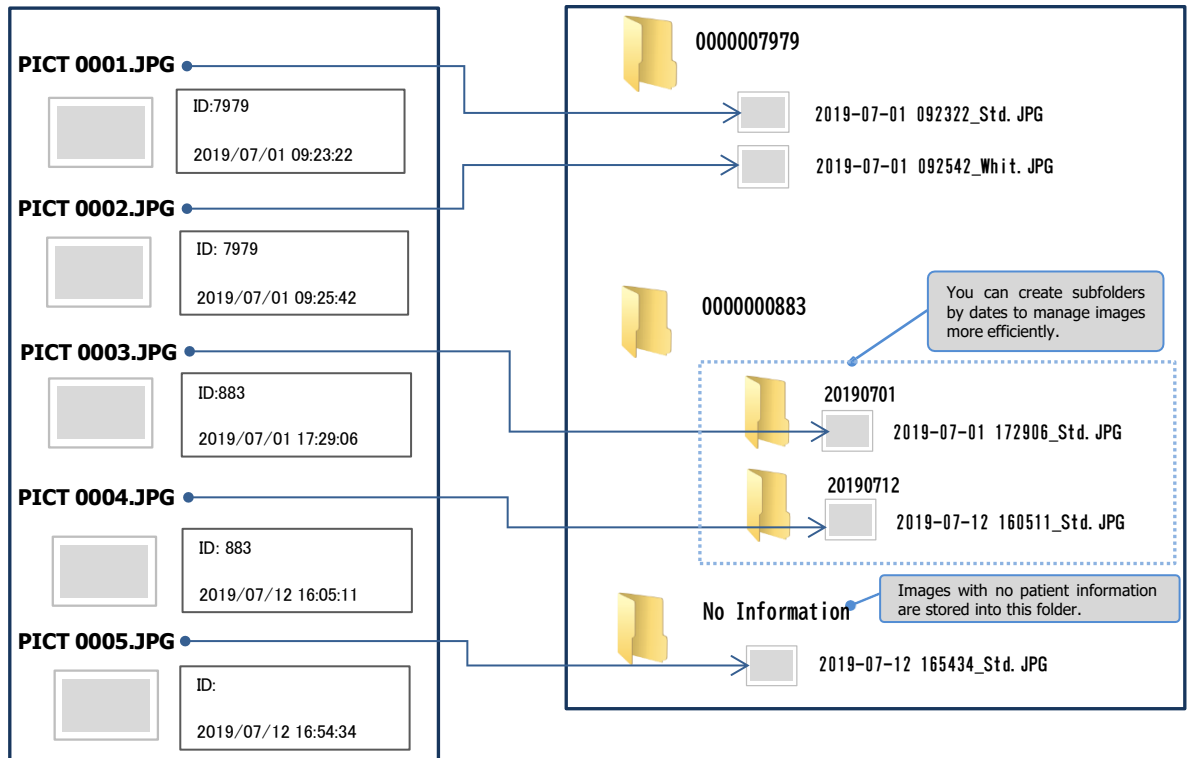 PICT 0001.JPG
ID:7979
2019/07/01 09:23:22
PICT 0002.JPG
ID: 7979
2019/07/01 09:25:42
PICT 0003.JPG
ID:883
2019/07/01 17:29:06
PICT 0004.JPG
ID: 883
2019/07/12 16:05:11
PICT 0005.JPG
ID:
2019/07/12 16:54:34
0000007979
2019-07-01 092322_Std.JPG
2019-07-01 092542_Whit.JPG
0000000883
You can create subfolders
by dates to manage images
more efficiently.
20190701
2019-07-01 172906_Std.JPG
20190712
2019-07-12 160511_Std.JPG
No Information
Images with no patient information
are stored into this folder.
2019-07-12 165434_Std.JPG